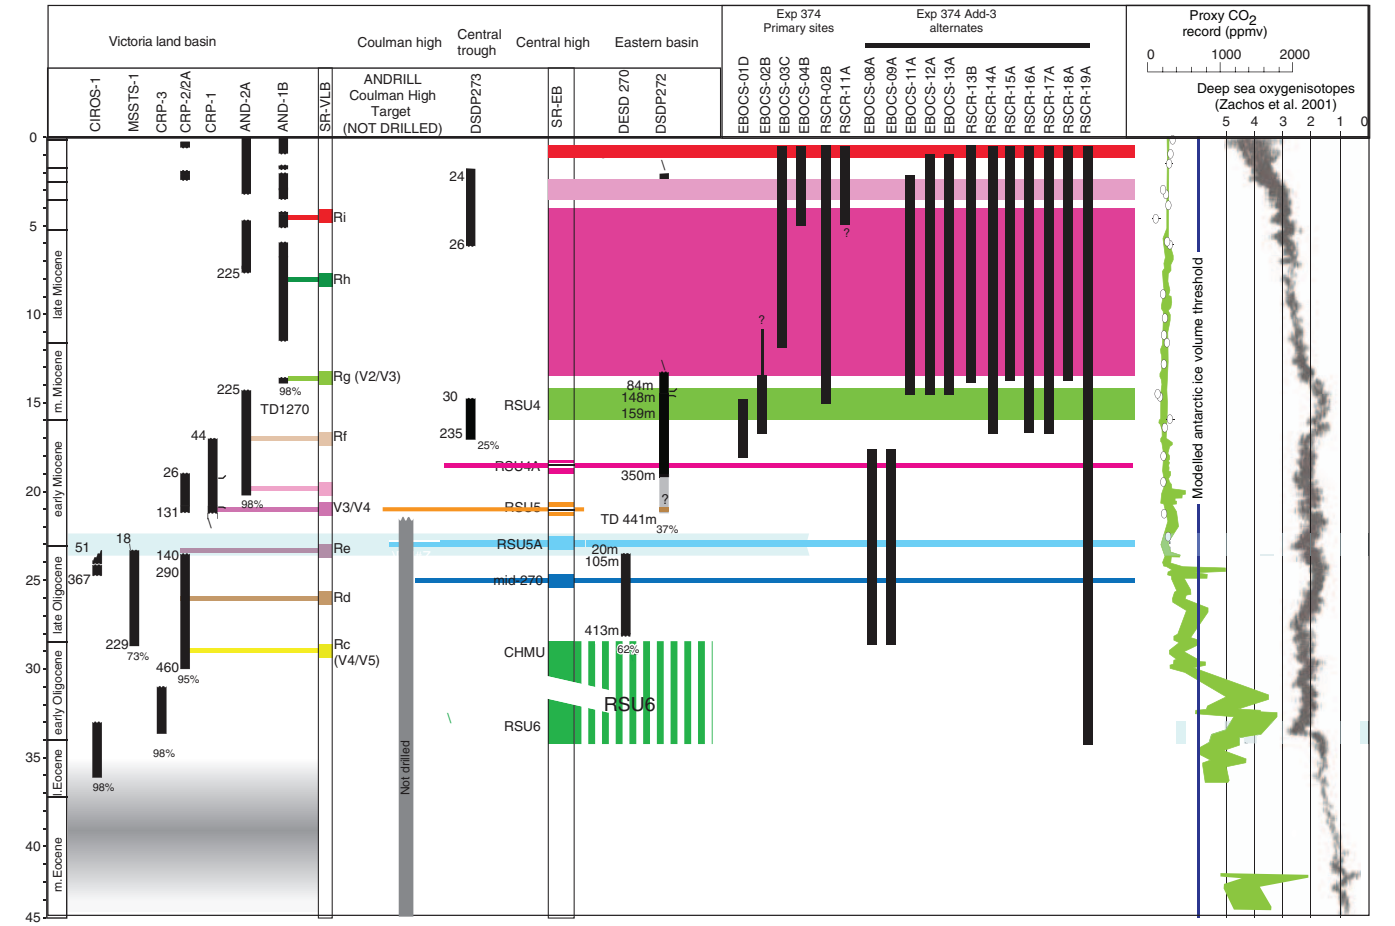 Victoria land basin
Coulman high
Central trough
Central high
Eastern basin
Exp 374
Primary sites
Exp 374 Add-3
alternates
Proxy CO2
record (ppmv)
0
2000
1000
3000
Deep sea oxygenisotopes
(Zachos et al. 2001)
5
4
3
2
1
0
CIROS-1
MSSTS-1
CRP-3
CRP-2/2A
CRP-1
AND-2A
AND-1B
SR-VLB
ANDRILL
Coulman High
Target
(NOT DRILLED)
DSDP273
SR-EB
DESD 270
DSDP272
EBOCS-01D
EBOCS-02B
EBOCS-03C
EBOCS-04B
RSCR-02B
RSCR-11A
EBOCS-08A
EBOCS-09A
EBOCS-11A
EBOCS-12A
EBOCS-13A
RSCR-13B
RSCR-14A
RSCR-15A
RSCR-16A
RSCR-17A
RSCR-18A
RSCR-19A
0
5
10
15
20
25
30
35
40
45
late Miocene
m. Miocene
early Miocene
late Oligocene
early Oligocene
l.Eocene
m.Eocene
24
26
225
Ri
Rh
Rg (V2/V3)
98%
TD1270
225
30
235
25%
44
Rf
26
131
98%
V3/V4
51
18
140
290
367
Re
Rd
229
73%
460
95%
Rc
(V4/V5)
98%
98%
Not drilled
RSU4
RSU4A
RSU5
RSU5A
mid-270
CHMU
RSU6
RSU6
84m
148m
159m
350m
?
TD 441m
37%
20m
105m
413m
62%
?
?
Modelled antarctic ice volume threshold